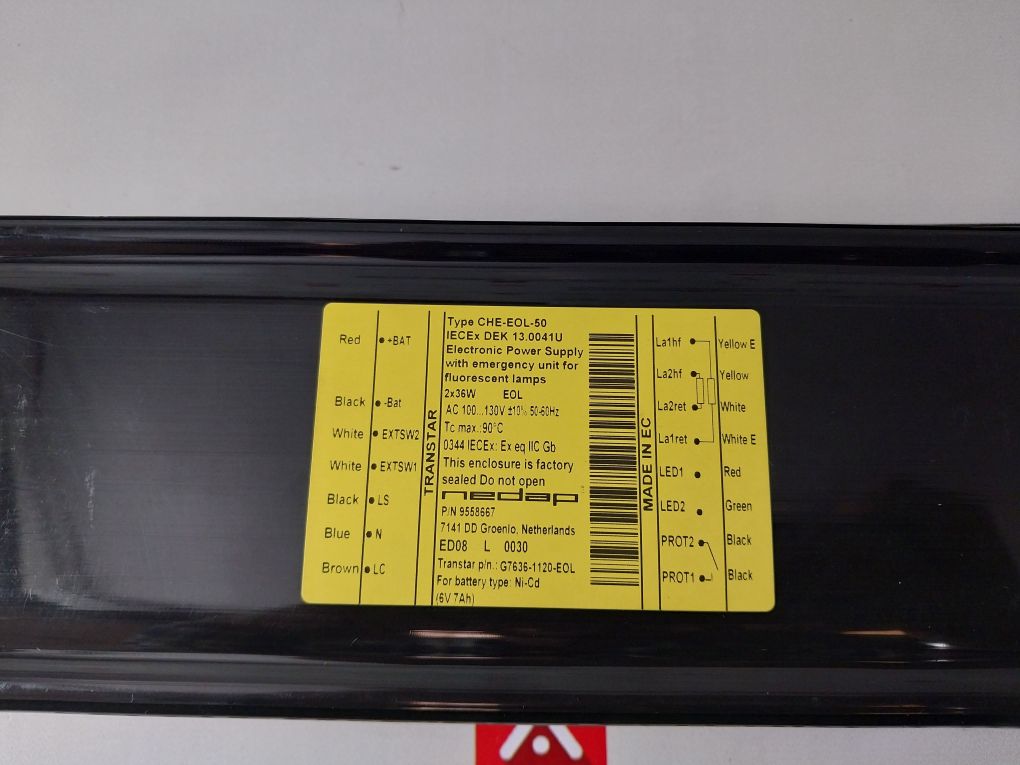 Red +BAT
Black -Bat
White EXTSW2
White EXTSW1
Black LS
Blue N
Brown LC
TRANSTAR
Type CHE-EOL-50
IECEx DEK 13.0041U
Electronic Power Supply
with emergency unit for
fluorescent lamps
2x36W EOL
AC 100...130V ±10% 50-60Hz
Tc max.:90°C
0344 IECEx: Ex eq IIC Gb
This enclosure is factory
sealed Do not open
nedap
P/N 9558667
7141 DD Groenlo, Netherlands
ED08 L 0030
Transtar p/n.: G7636-1120-EOL
For battery type: Ni-Cd
(6V 7Ah)
MADE IN EC
La1hf Yellow E
La2hf Yellow
La2ret White
La1ret White E
LED1 Red
LED2 Green
PROT2 Black
PROT1 Black